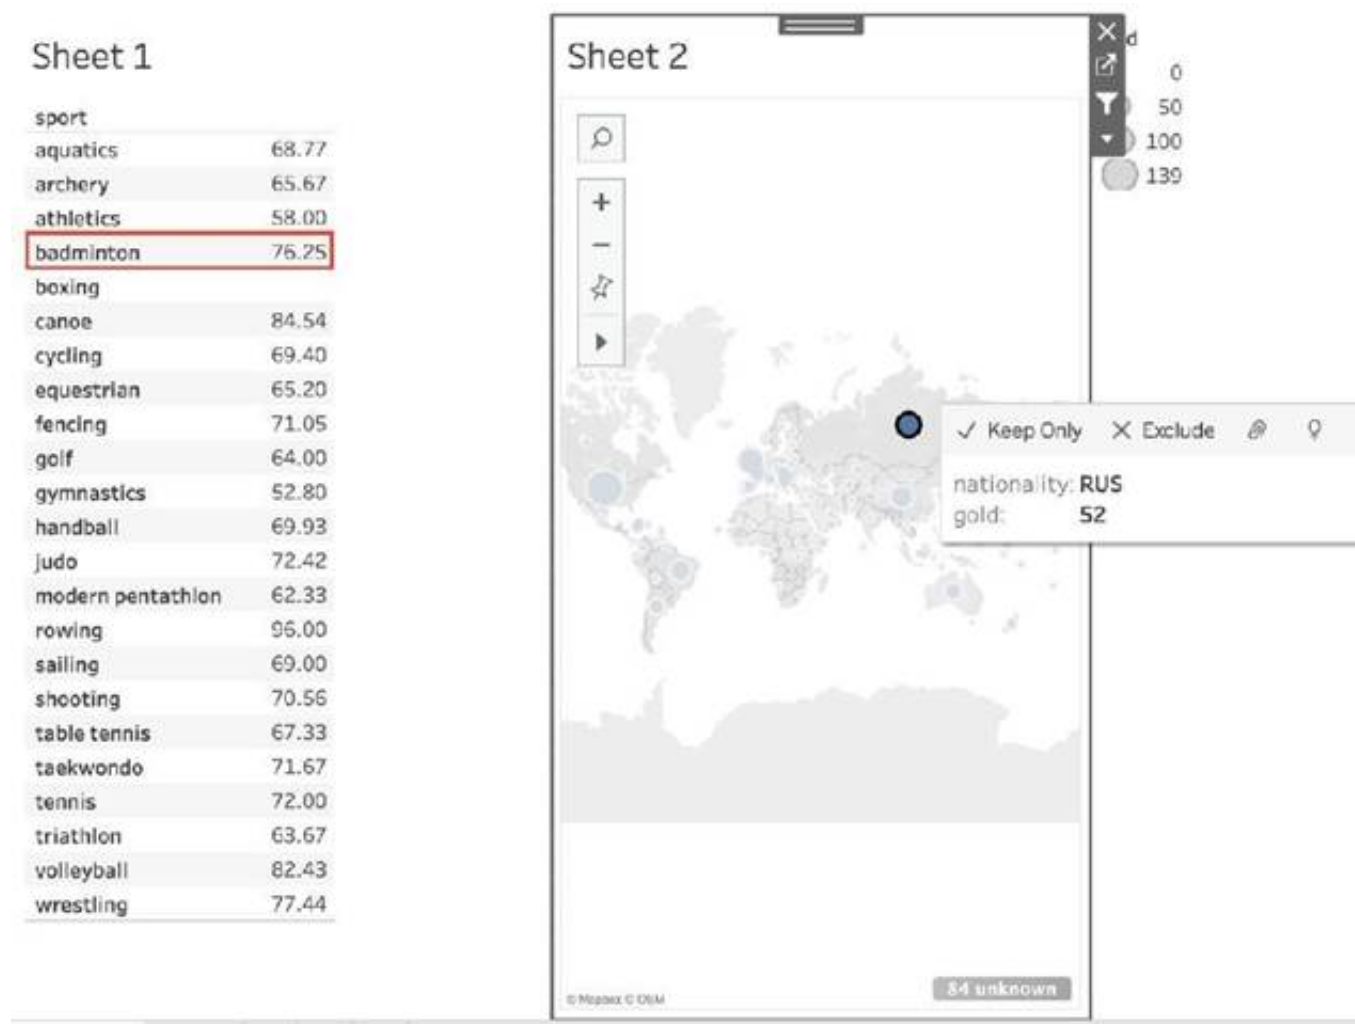 Sheet 1
sport
aquatics 68.77
archery 65.67
athletics 58.00
badminton 76.25
boxing
canoe 84.54
cycling 69.40
equestrian 65.20
fencing 71.05
golf 64.00
gymnastics 52.80
handball 69.93
judo 72.42
modern pentathlon 62.33
rowing 96.00
sailing 69.00
shooting 70.56
table tennis 67.33
taekwondo 71.67
tennis 72.00
triathlon 63.67
volleyball 82.43
wrestling 77.44
Sheet 2
Keep Only Exclude
nationality: RUS
gold: 52
84 unknown
© Mapbox © OSM
d
0
50
100
139